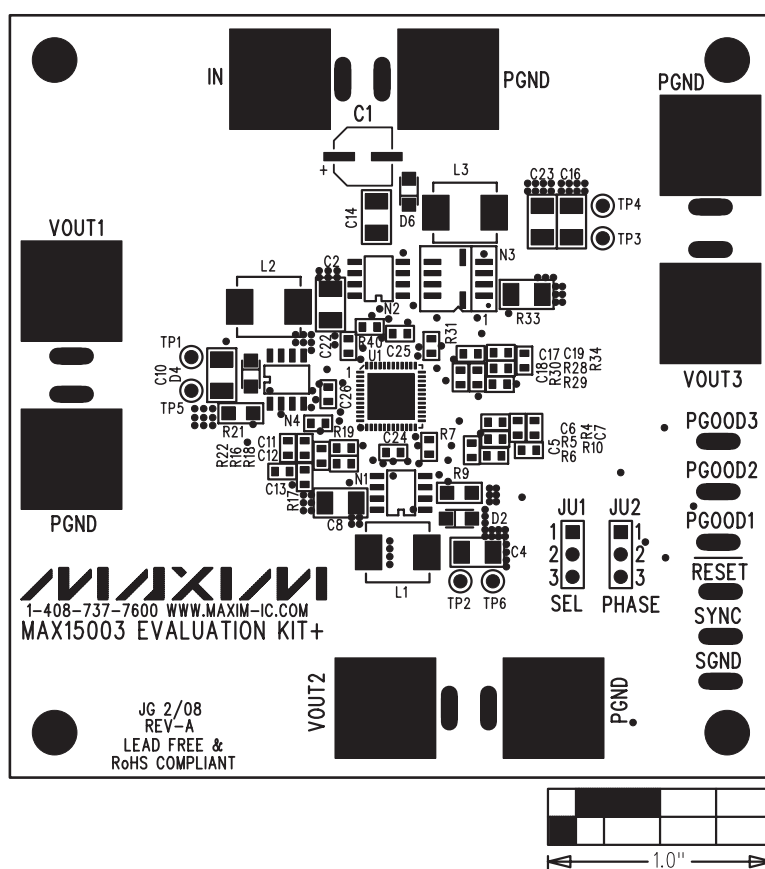 IN
PGND
PGND
C1
+
L3
C23 C16
TP4
TP3
C14
D6
VOUT1
L2
C2
N3
N2
1
R33
R40
C22
C25
R31
U1
1
TP1
C10
D4
TP5
C17 C19
R34
C18
R30
R28
R29
VOUT3
C26
N4
R21
R22
R16
R18
C11
C12
C13
R17
R19
C24
R7
C6
R4
C7
C5
R5
R10
R6
PGOOD3
PGOOD2
PGOOD1
RESET
SYNC
SGND
N1
R9
C8
D2
C4
L1
TP2
TP6
PGND
JU1 JU2
1 1
2 2
3 3
SEL PHASE
MAXIM
1-408-737-7600 WWW.MAXIM-IC.COM
MAX15003 EVALUATION KIT+
VOUT2
PGND
JG 2/08
REV-A
LEAD FREE &
RoHS COMPLIANT
1.0"